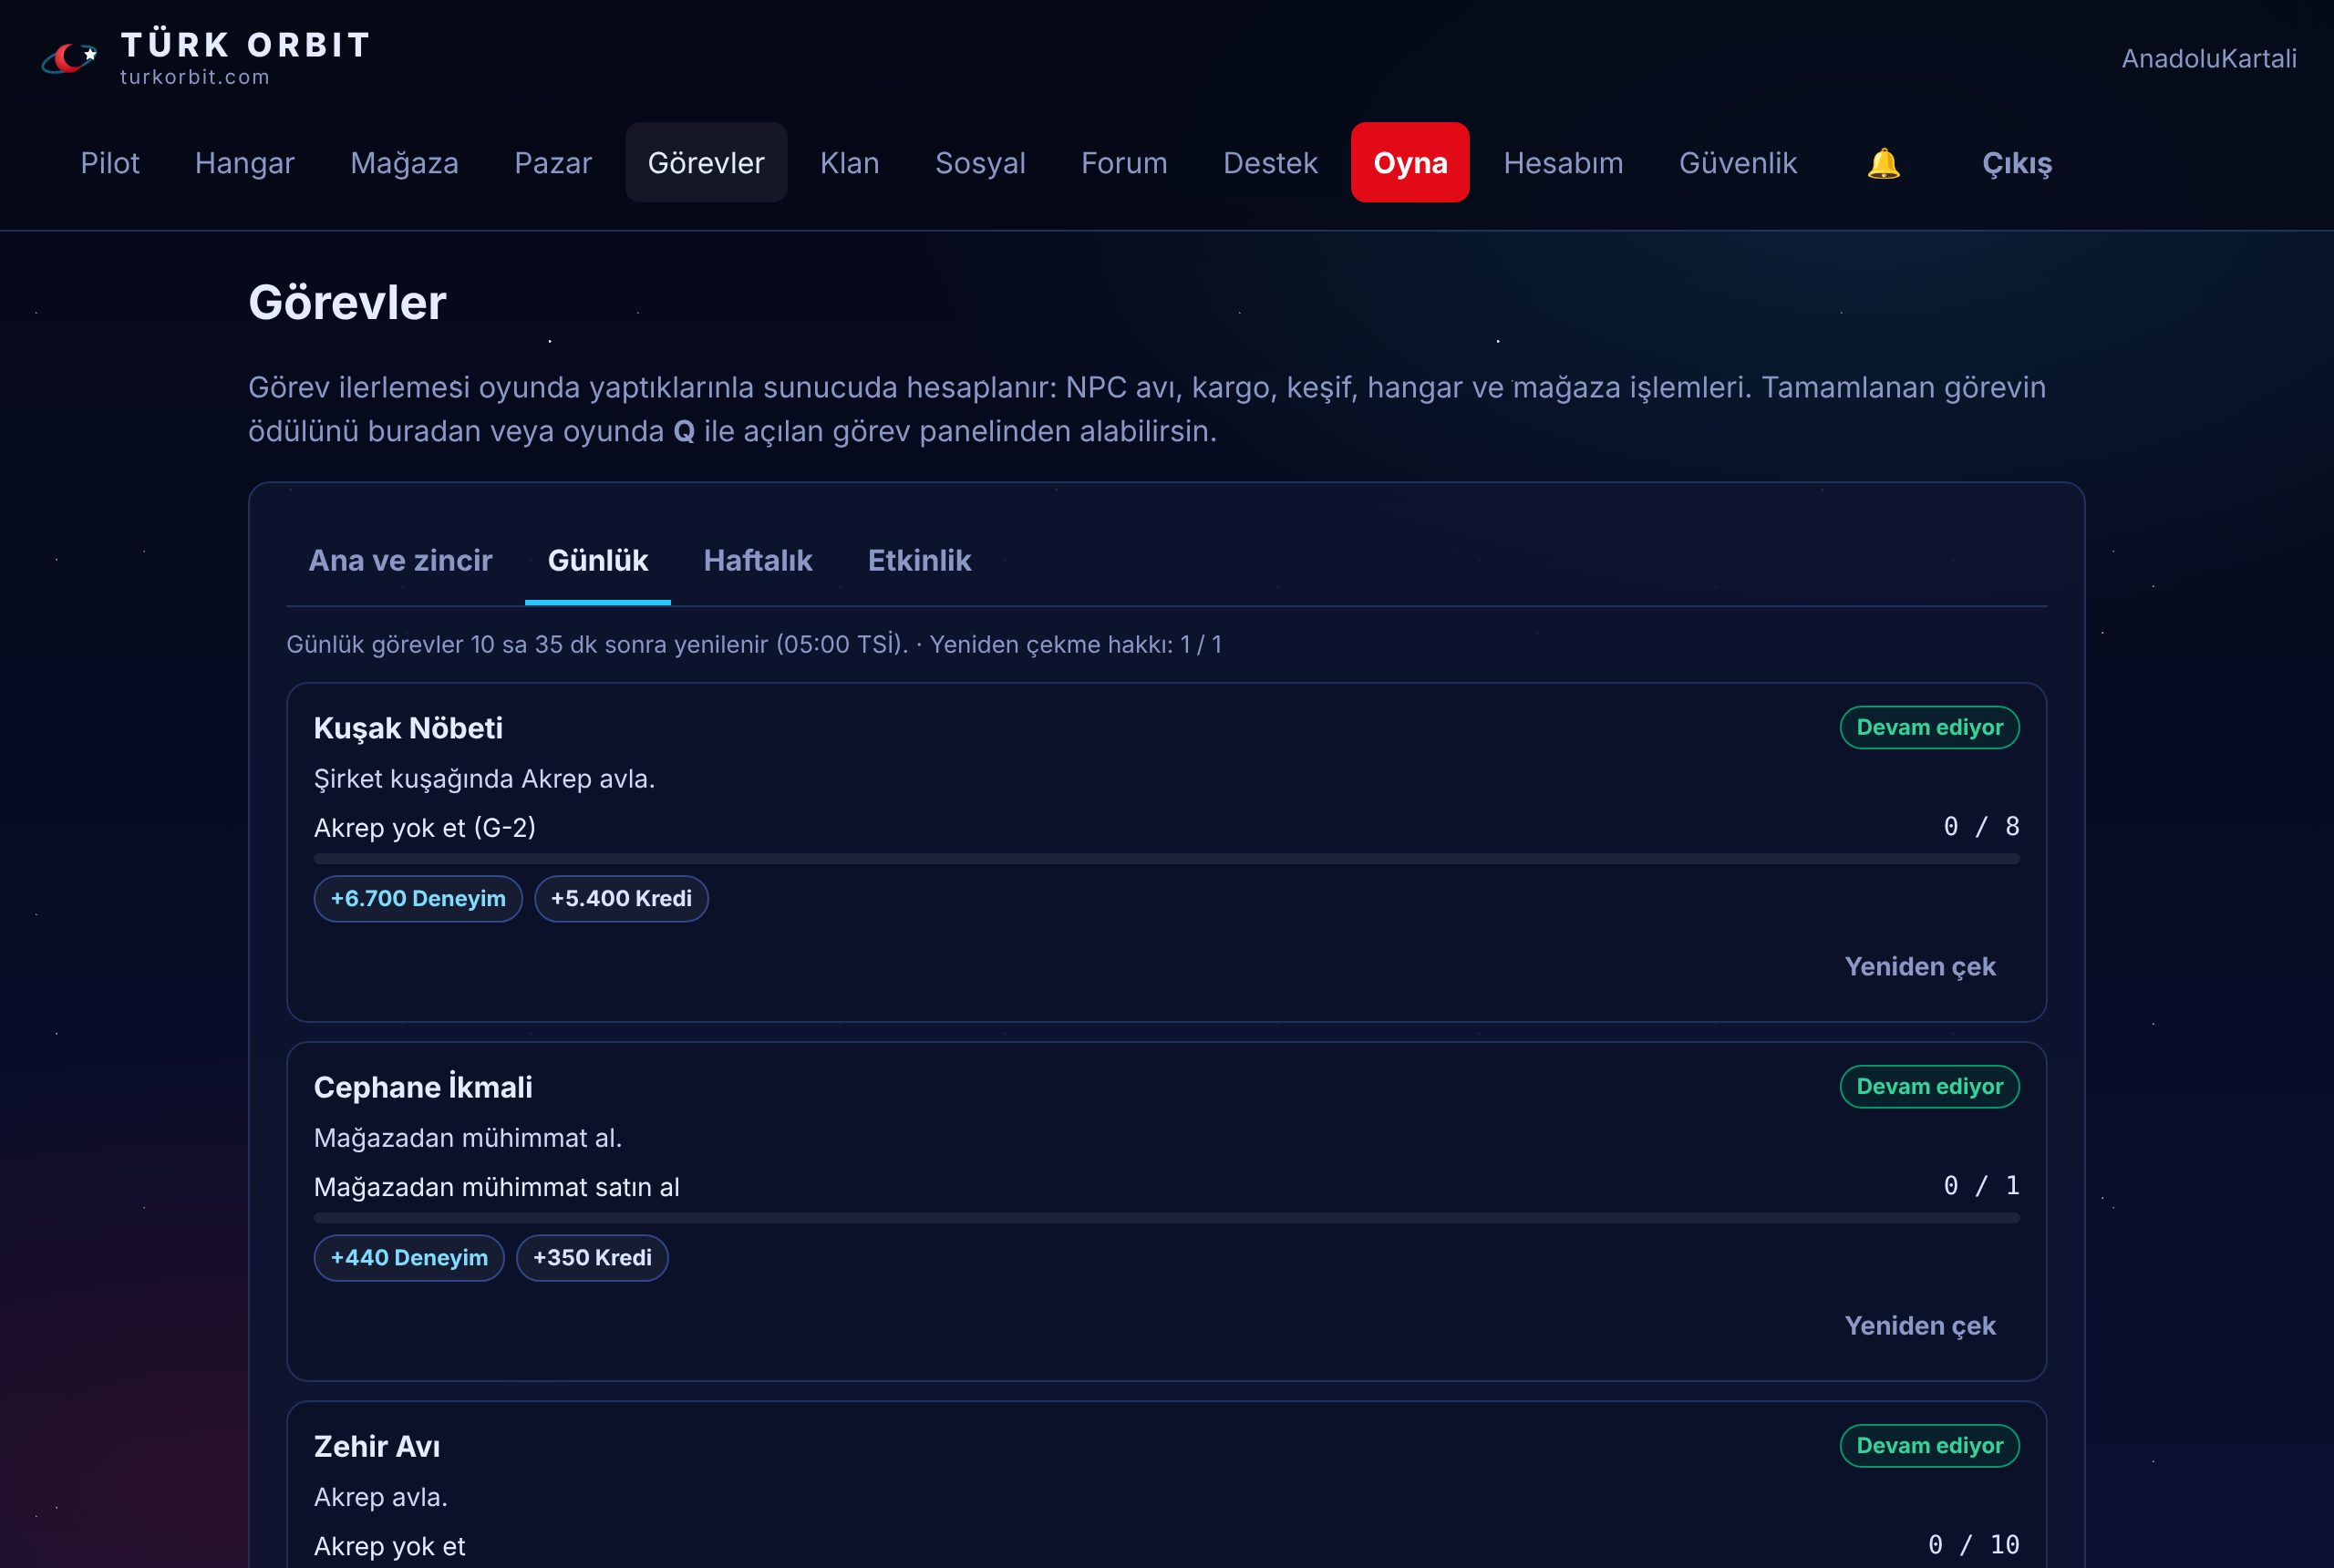 TÜRK ORBIT
turkorbit.com
AnadoluKartali
Pilot Hangar Mağaza Pazar Görevler Klan Sosyal Forum Destek Oyna Hesabım Güvenlik 🔔 Çıkış
Görevler
Görev ilerlemesi oyunda yaptıklarınla sunucuda hesaplanır: NPC avı, kargo, keşif, hangar ve mağaza işlemleri. Tamamlanan görevin
ödülünü buradan veya oyunda Q ile açılan görev panelinden alabilirsin.
Ana ve zincir Günlük Haftalık Etkinlik
Günlük görevler 10 sa 35 dk sonra yenilenir (05:00 TSİ). · Yeniden çekme hakkı: 1 / 1
Kuşak Nöbeti Devam ediyor
Şirket kuşağında Akrep avla.
Akrep yok et (G-2) 0 / 8
+6.700 Deneyim +5.400 Kredi
Yeniden çek
Cephane İkmali Devam ediyor
Mağazadan mühimmat al.
Mağazadan mühimmat satın al 0 / 1
+440 Deneyim +350 Kredi
Yeniden çek
Zehir Avı Devam ediyor
Akrep avla.
Akrep yok et 0 / 10